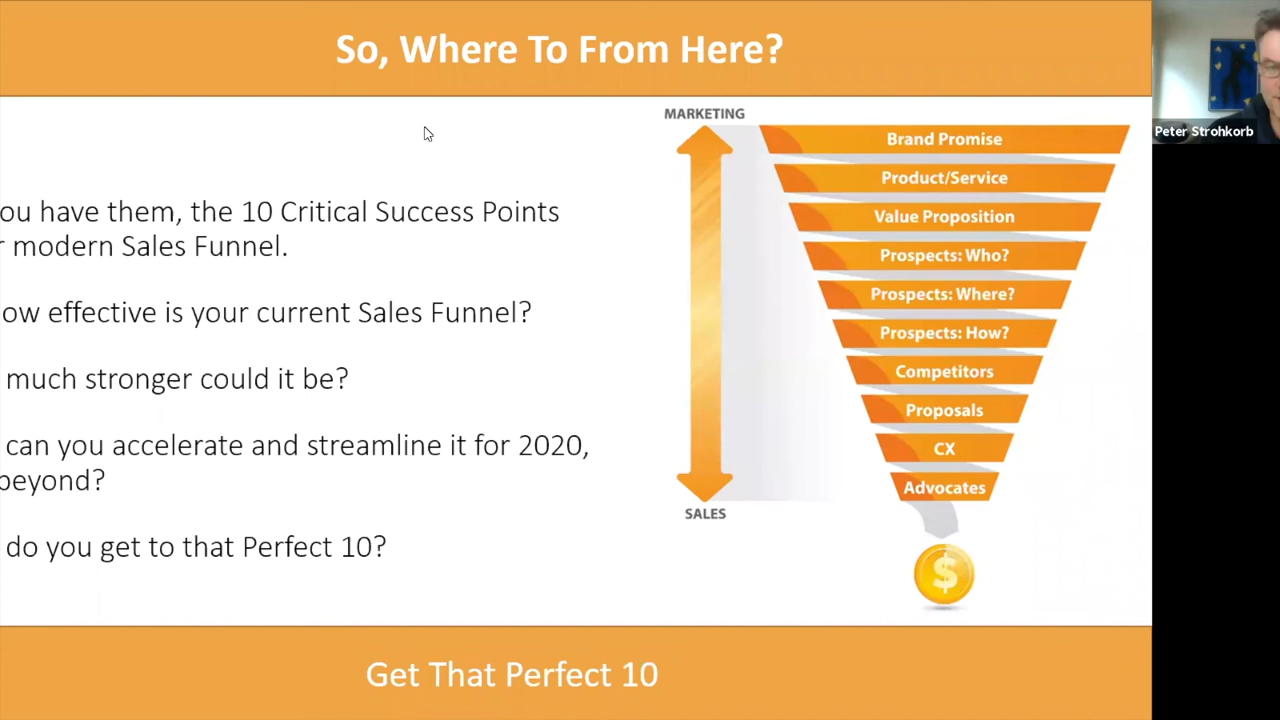 So, Where To From Here?
MARKETING
Brand Promise
Product/Service
Value Proposition
Prospects: Who?
Prospects: Where?
Prospects: How?
Competitors
Proposals
CX
Advocates
SALES
$
ou have them, the 10 Critical Success Points
r modern Sales Funnel.
ow effective is your current Sales Funnel?
much stronger could it be?
can you accelerate and streamline it for 2020,
beyond?
do you get to that Perfect 10?
Get That Perfect 10
Peter Strohkorb